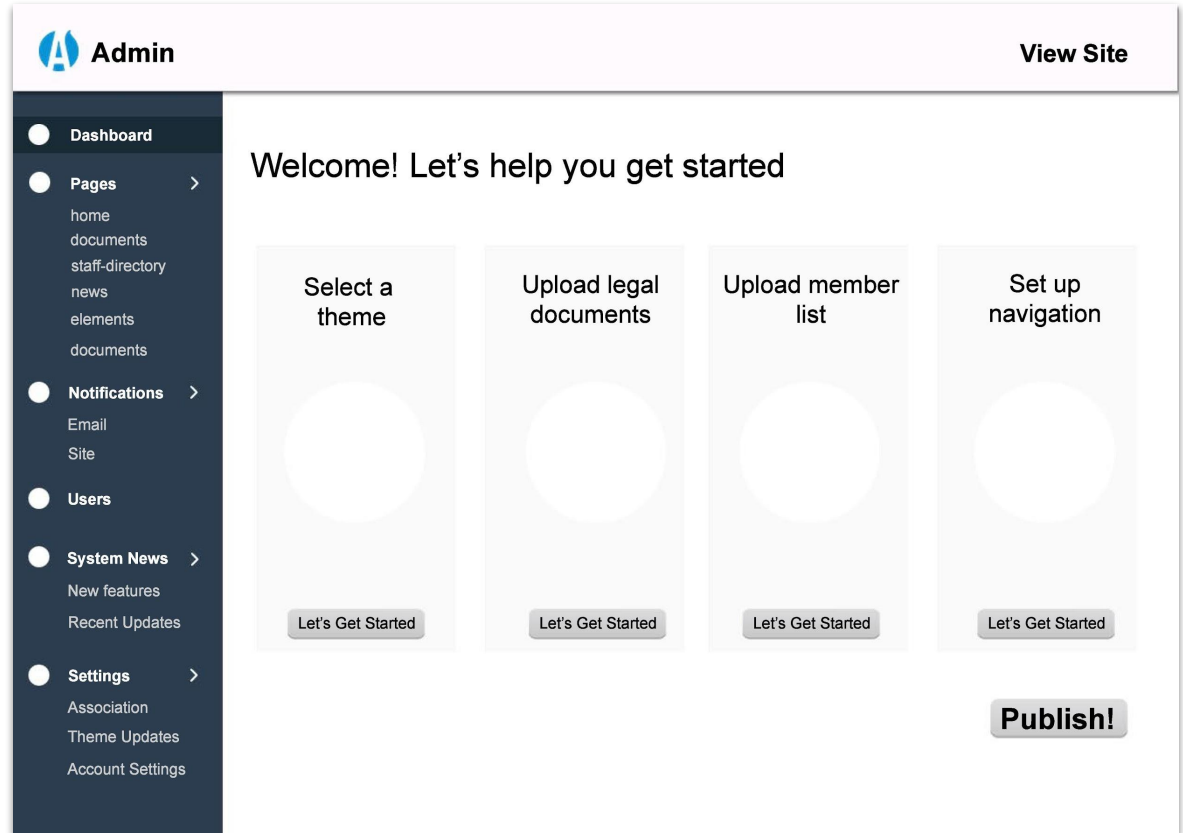 Admin
View Site
Dashboard
Pages
home
documents
staff-directory
news
elements
documents
Notifications
Email
Site
Users
System News
New features
Recent Updates
Settings
Association
Theme Updates
Account Settings
Welcome! Let’s help you get started
Select a
theme
Let’s Get Started
Upload legal
documents
Let’s Get Started
Upload member
list
Let’s Get Started
Set up
navigation
Let’s Get Started
Publish!